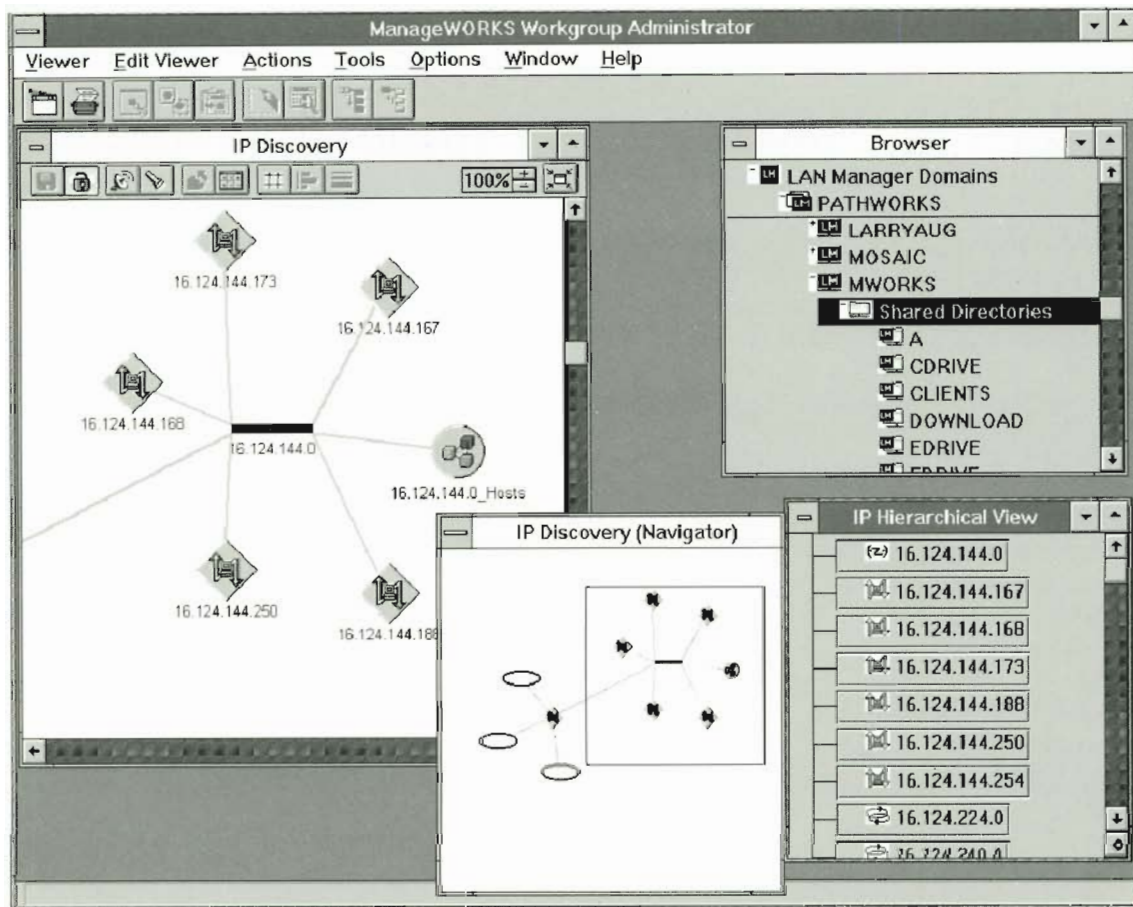 ManageWORKS Workgroup Administrator
Viewer Edit Viewer Actions Tools Options Window Help
IP Discovery
100%
16.124.144.173
16.124.144.167
16.124.144.168
16.124.144.0
16.124.144.0_Hosts
16.124.144.250
16.124.144.188
Browser
LAN Manager Domains
PATHWORKS
LARRYAUG
MOSAIC
MWORKS
Shared Directories
A
CDRIVE
CLIENTS
DOWNLOAD
EDRIVE
IP Discovery (Navigator)
IP Hierarchical View
16.124.144.0
16.124.144.167
16.124.144.168
16.124.144.173
16.124.144.188
16.124.144.250
16.124.144.254
16.124.224.0